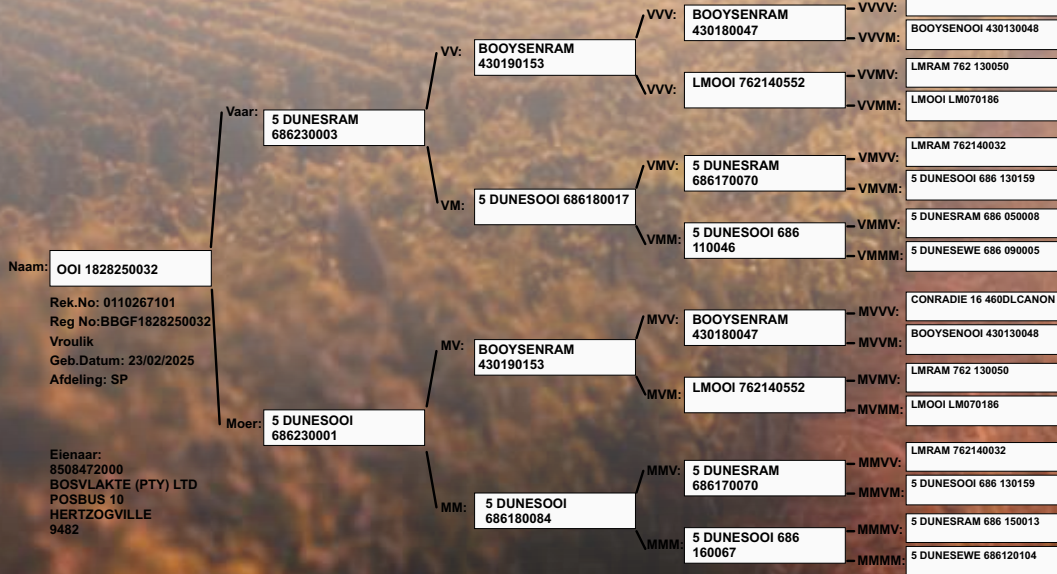 Naam:
OOI 1828250032
Rek.No: 0110267101
Reg No:BBGF1828250032
Vroulik
Geb.Datum: 23/02/2025
Afdeling: SP
Eienaar:
8508472000
BOSVLAKTE (PTY) LTD
POSBUS 10
HERTZOGVILLE
9482
Vaar:
5 DUNESRAM
686230003
Moer:
5 DUNESOOI
686230001
VV:
BOOYSENRAM
430190153
VM:
5 DUNESOOI 686180017
MV:
BOOYSENRAM
430190153
MM:
5 DUNESOOI
686180084
VVV:
BOOYSENRAM
430180047
VVV:
LMOOI 762140552
VMV:
5 DUNESRAM
686170070
VMM:
5 DUNESOOI 686
110046
MVV:
BOOYSENRAM
430180047
MVM:
LMOOI 762140552
MMV:
5 DUNESRAM
686170070
MMM:
5 DUNESOOI 686
160067
VVVV:
VVVM:
BOOYSENOOI 430130048
VVMV:
LMRAM 762 130050
VVMM:
LMOOI LM070186
VMVV:
LMRAM 762140032
VMVM:
5 DUNESOOI 686 130159
VMMV:
5 DUNESRAM 686 050008
VMMM:
5 DUNESEWE 686 090005
MVVV:
CONRADIE 16 460DLCANON
MVVM:
BOOYSENOOI 430130048
MVMV:
LMRAM 762 130050
MVMM:
LMOOI LM070186
MMVV:
LMRAM 762140032
MMVM:
5 DUNESOOI 686 130159
MMMV:
5 DUNESRAM 686 150013
MMMM:
5 DUNESEWE 686120104